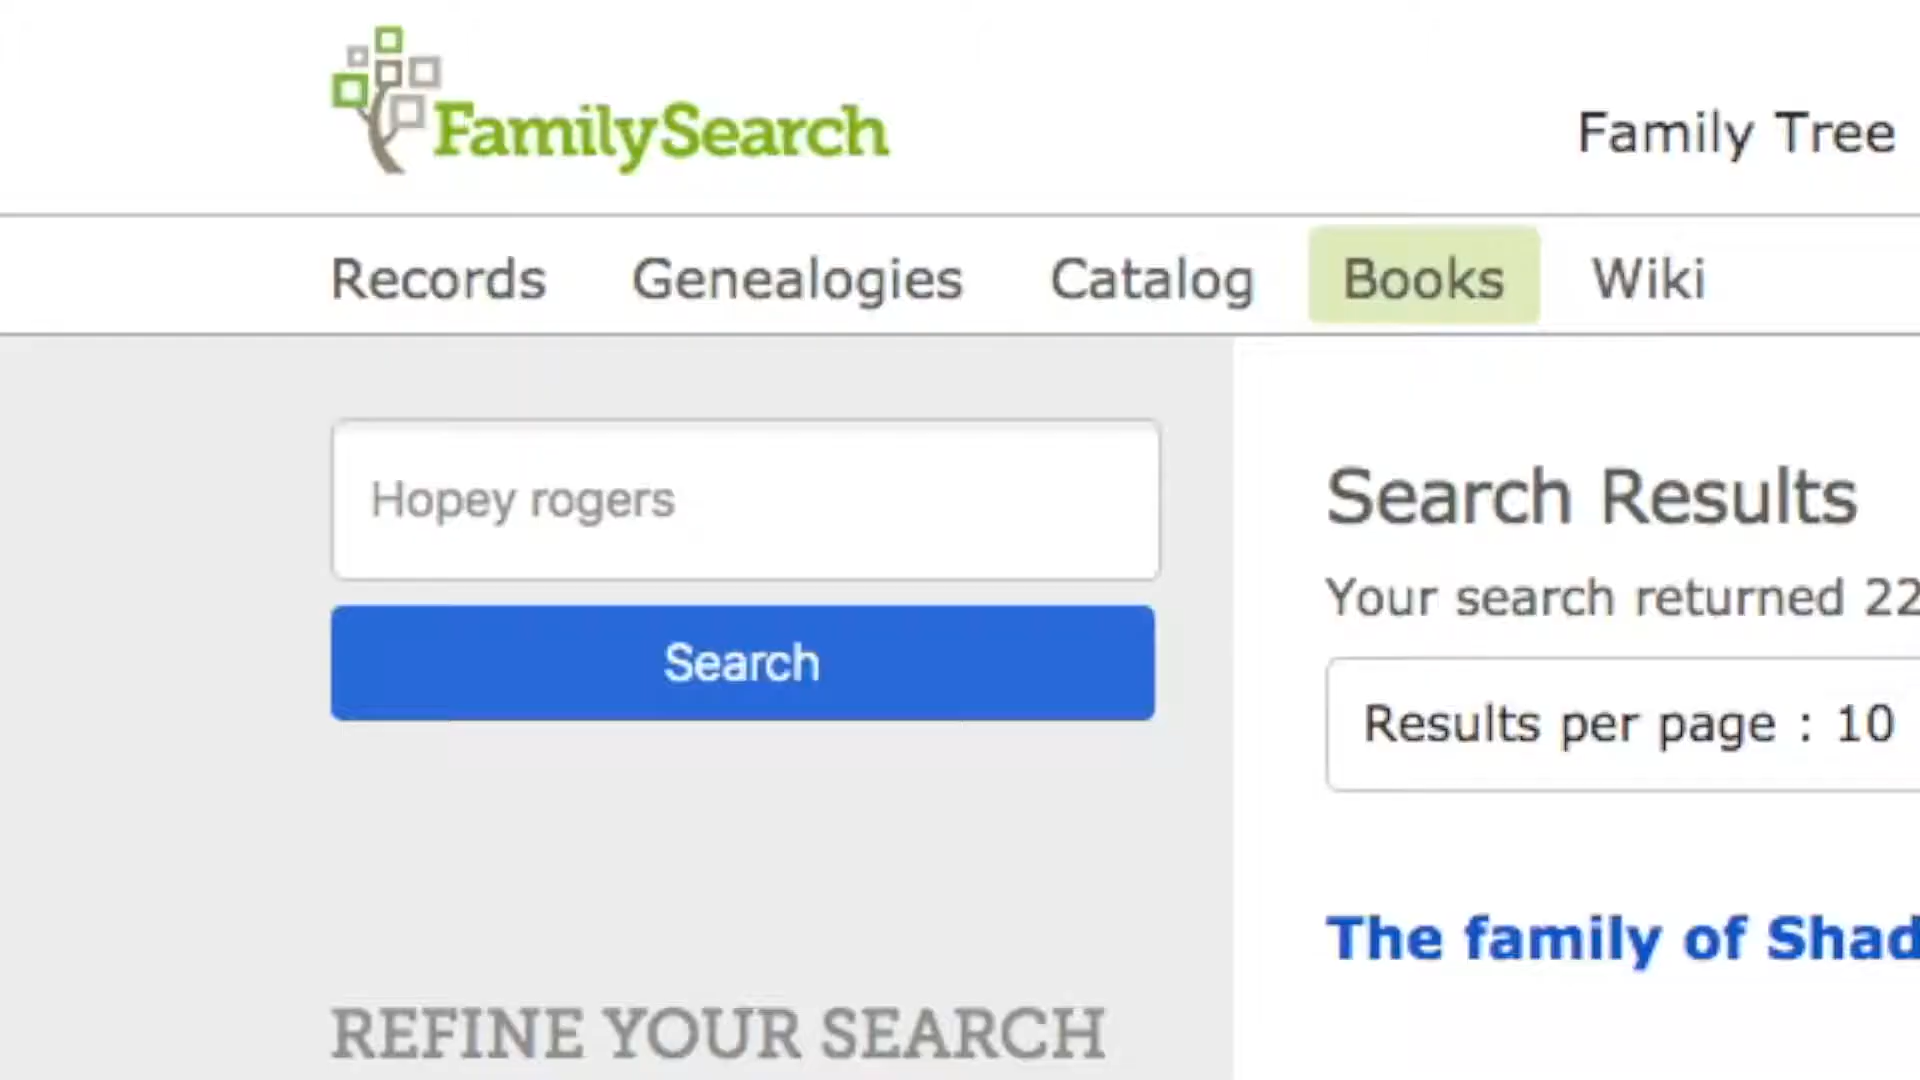 FamilySearch
Family Tree
Records Genealogies Catalog Books Wiki
Hopey rogers
Search
REFINE YOUR SEARCH
Search Results
Your search returned 22
Results per page : 10
The family of Shad